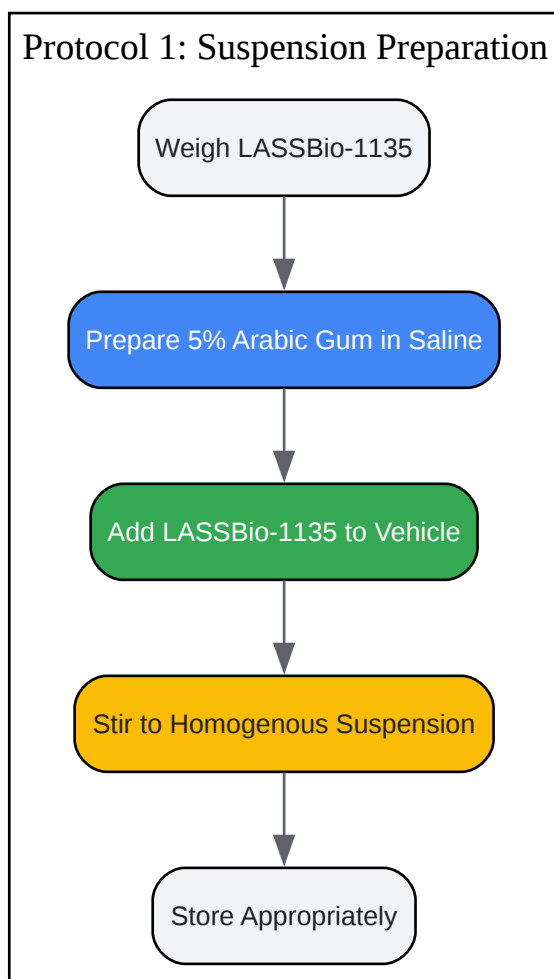 Protocol 1: Suspension Preparation
Weigh LASSBio-1135
Prepare 5% Arabic Gum in Saline
Add LASSBio-1135 to Vehicle
Stir to Homogenous Suspension
Store Appropriately